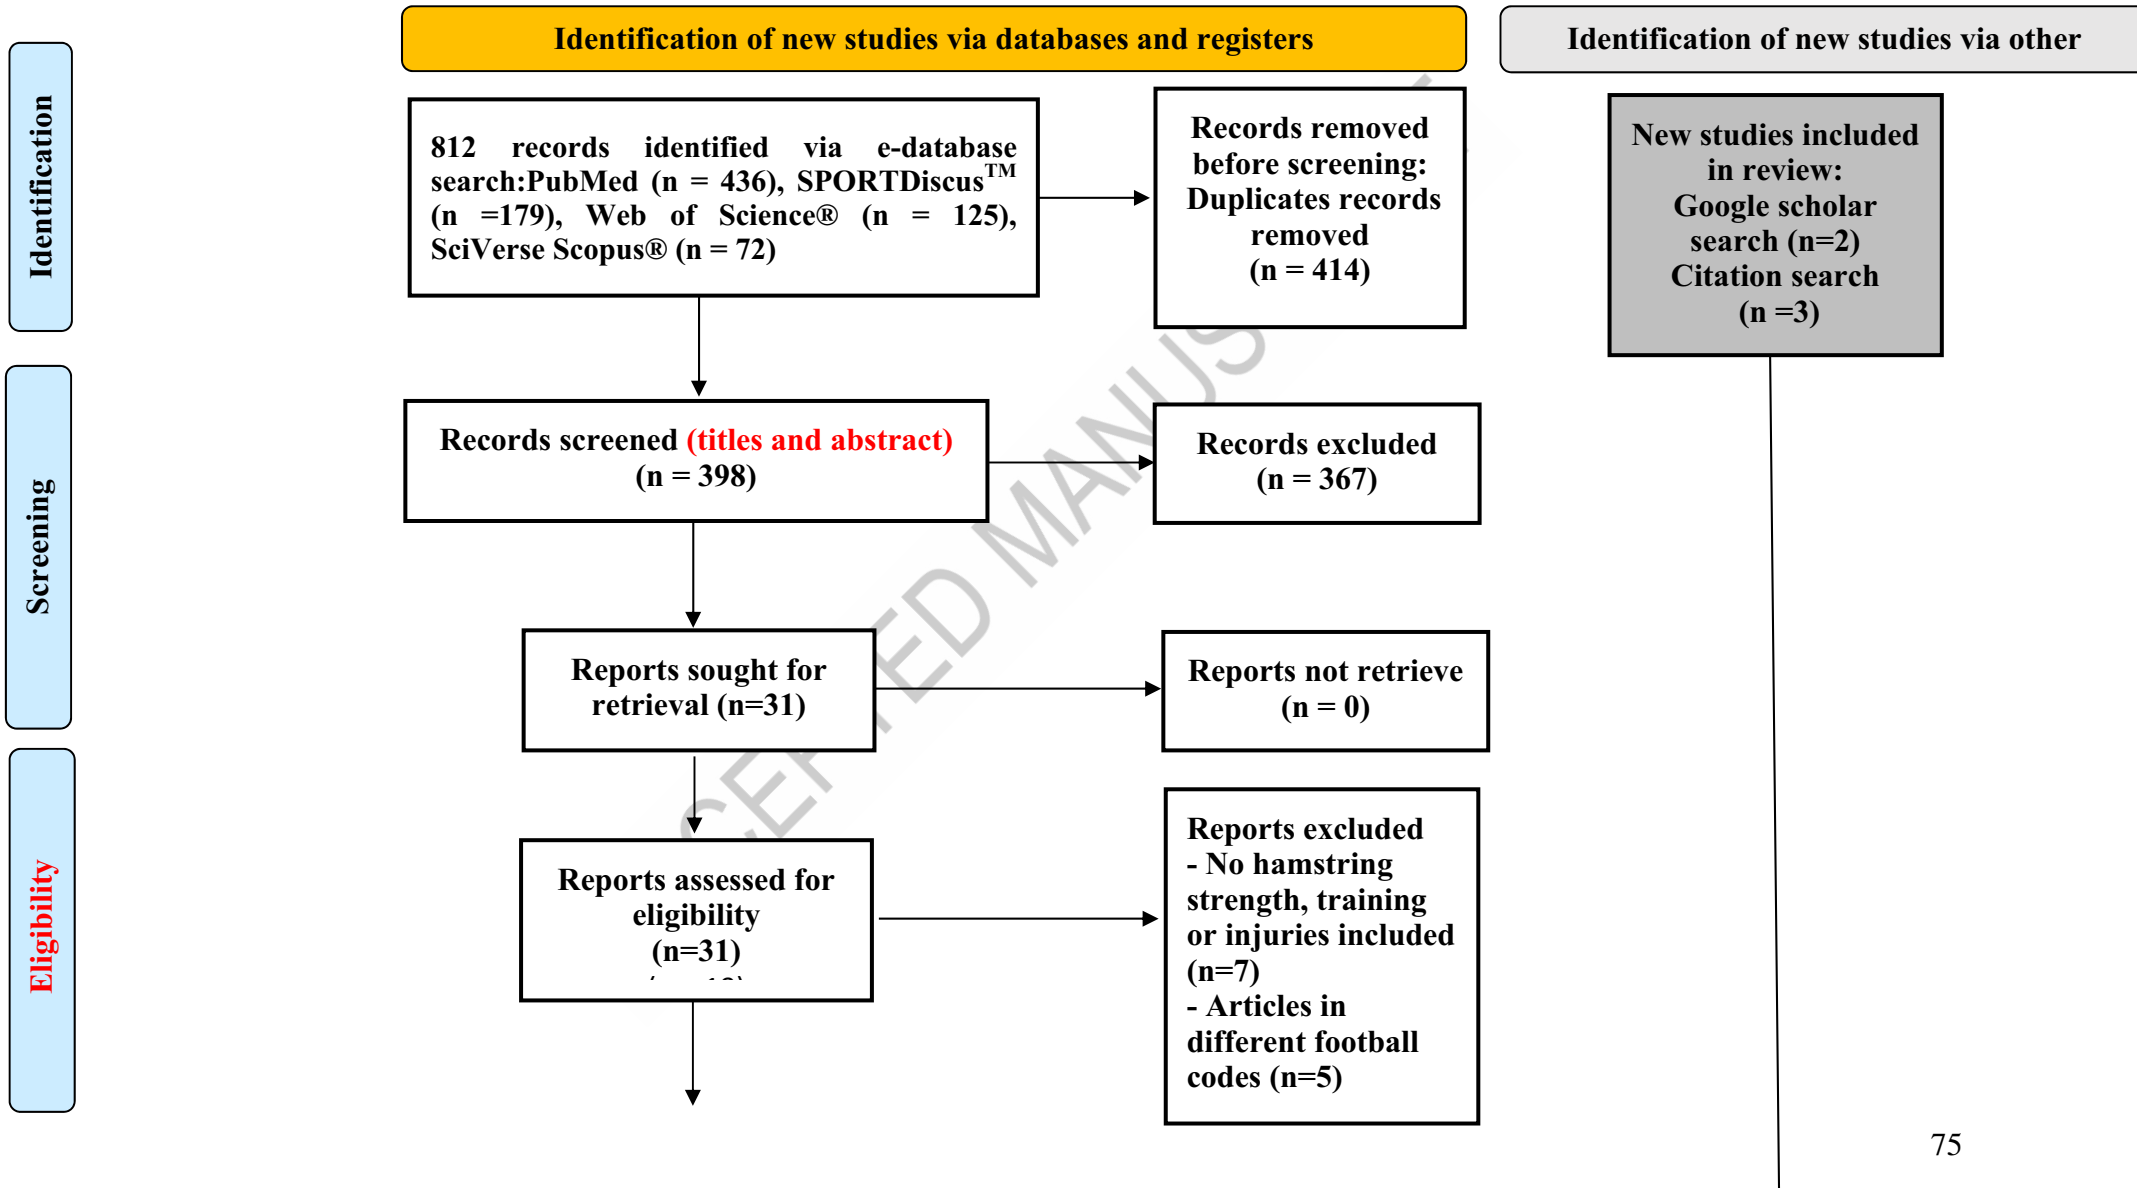 Identification of new studies via databases and registers
Identification of new studies via other
Identification
812 records identified via e-database
search:PubMed (n = 436), SPORTDiscusTM
(n =179), Web of Science® (n = 125),
SciVerse Scopus® (n = 72)
Records removed
before screening:
Duplicates records
removed
(n = 414)
New studies included
in review:
Google scholar
search (n=2)
Citation search
(n =3)
Screening
Records screened (titles and abstract)
(n = 398)
Records excluded
(n = 367)
Reports sought for
retrieval (n=31)
Reports not retrieve
(n = 0)
Eligibility
Reports assessed for
eligibility
(n=31)
Reports excluded
- No hamstring
strength, training
or injuries included
(n=7)
- Articles in
different football
codes (n=5)
75